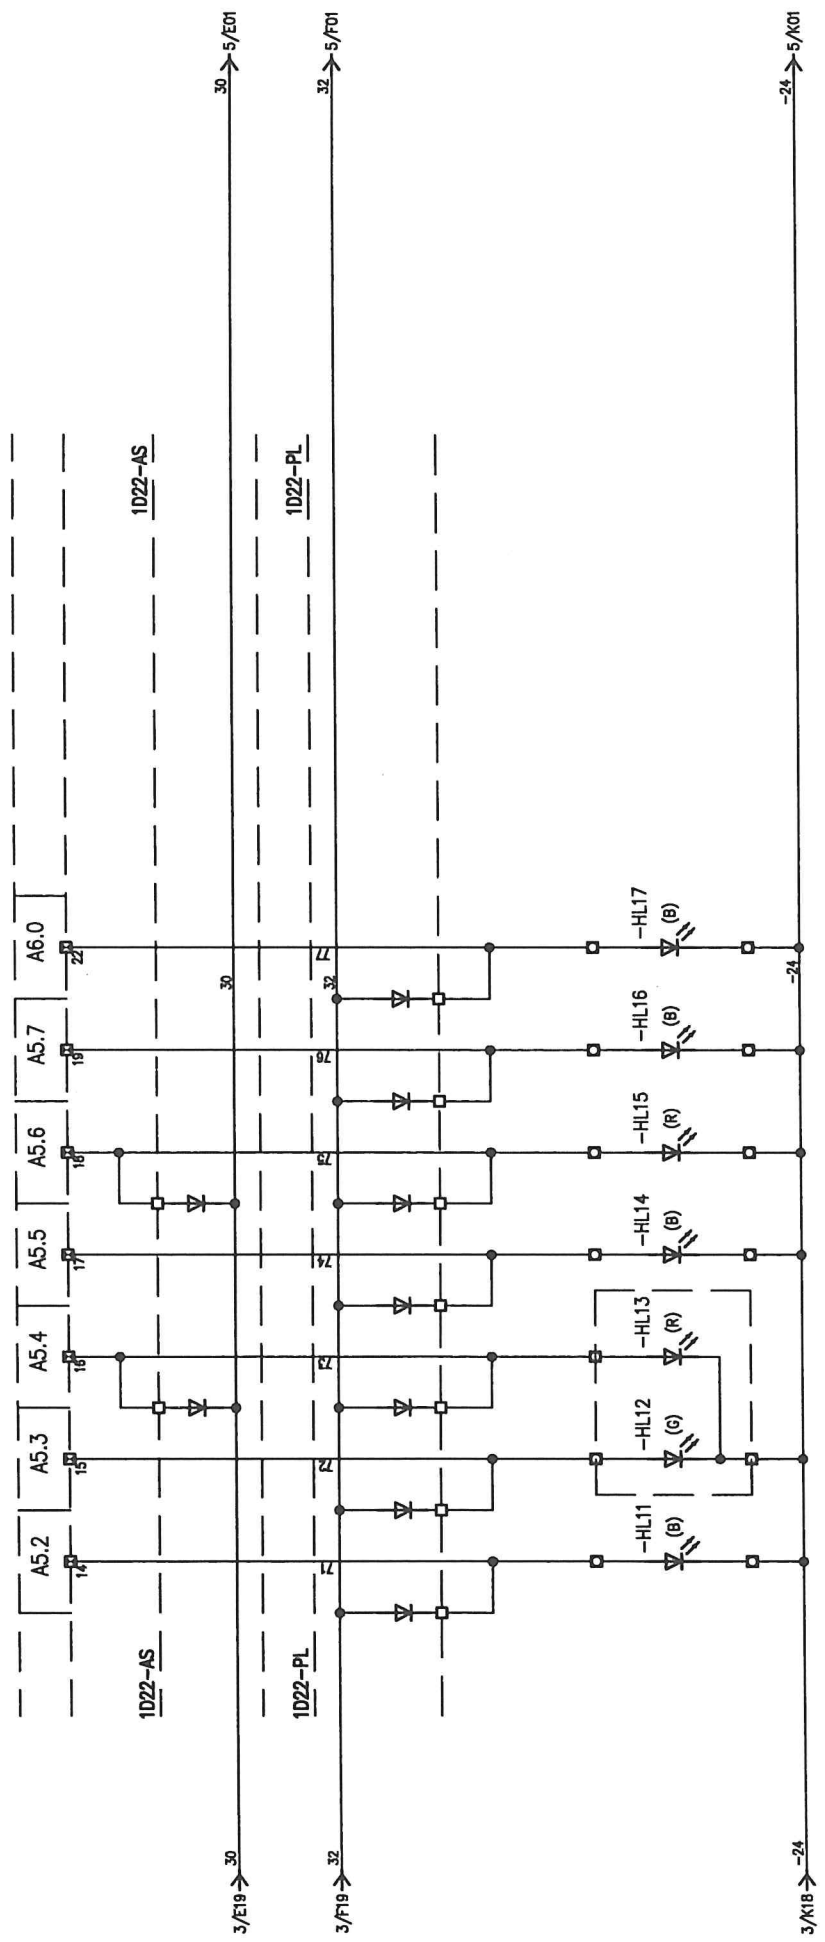 A5.2 A5.3 A5.4 A5.5 A5.6 A5.7 A6.0
14 15 16 17 18 19 22
1D22-AS 1D22-AS
3/E19 30 30 30 5/E01
1D22-PL 1D22-PL
71 72 73 74 75 76 77
3/F19 32 32 32 5/F01
-HL11 -HL12 -HL13 -HL14 -HL15 -HL16 -HL17
(B) (G) (R) (B) (R) (B) (B)
3/K18 -24 -24 -24 5/K01